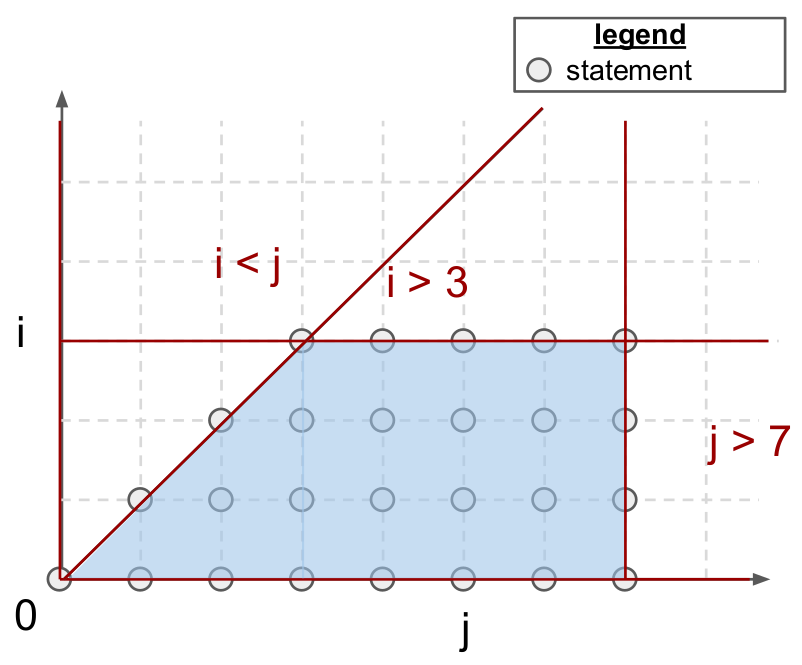 legend
statement
i < j
i > 3
i
j > 7
0
j